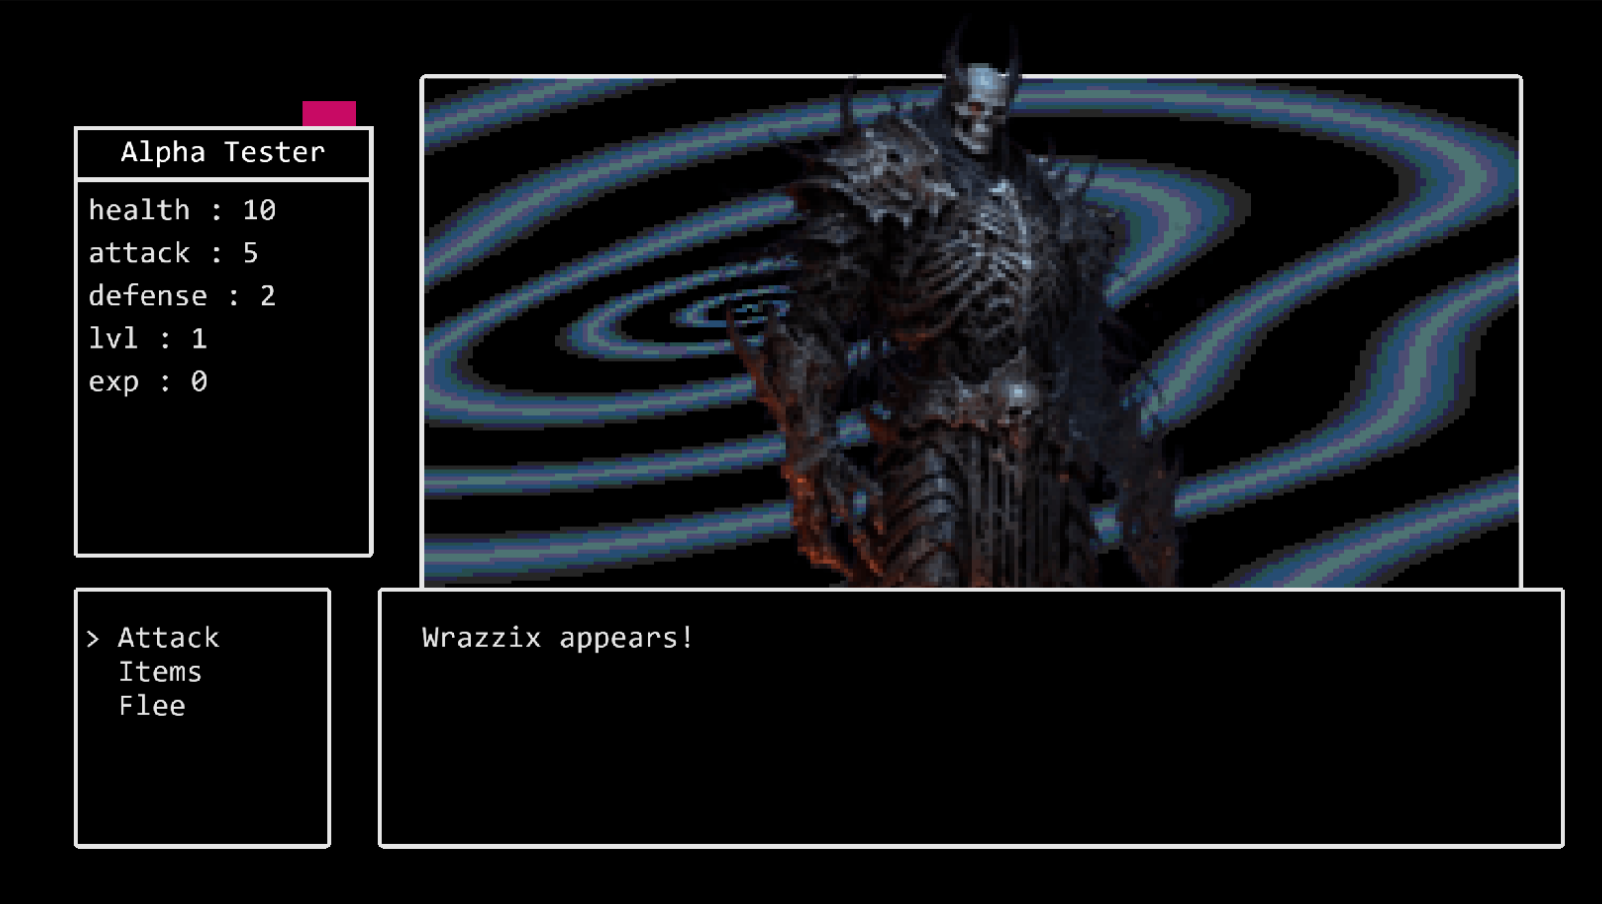 Alpha Tester
health : 10
attack : 5
defense : 2
lvl : 1
exp : 0
> Attack
Items
Flee
Wrazzix appears!